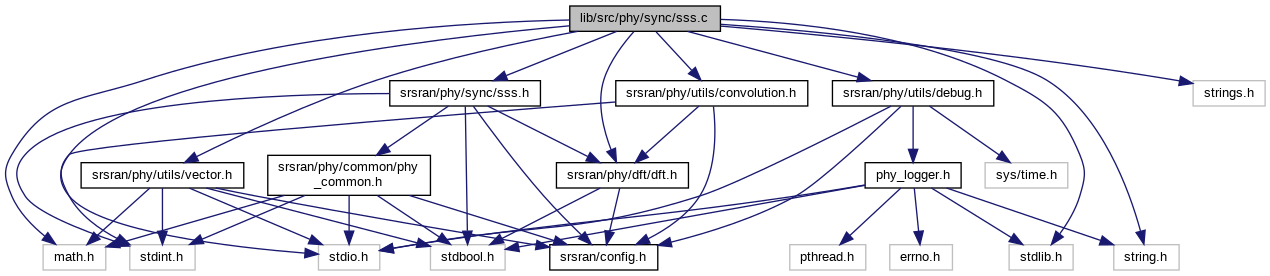 lib/src/phy/sync/sss.c
srsran/phy/sync/sss.h
srsran/phy/utils/convolution.h
srsran/phy/utils/debug.h
strings.h
srsran/phy/utils/vector.h
srsran/phy/common/phy
_common.h
srsran/phy/dft/dft.h
phy_logger.h
sys/time.h
math.h
stdint.h
stdio.h
stdbool.h
srsran/config.h
pthread.h
errno.h
stdlib.h
string.h